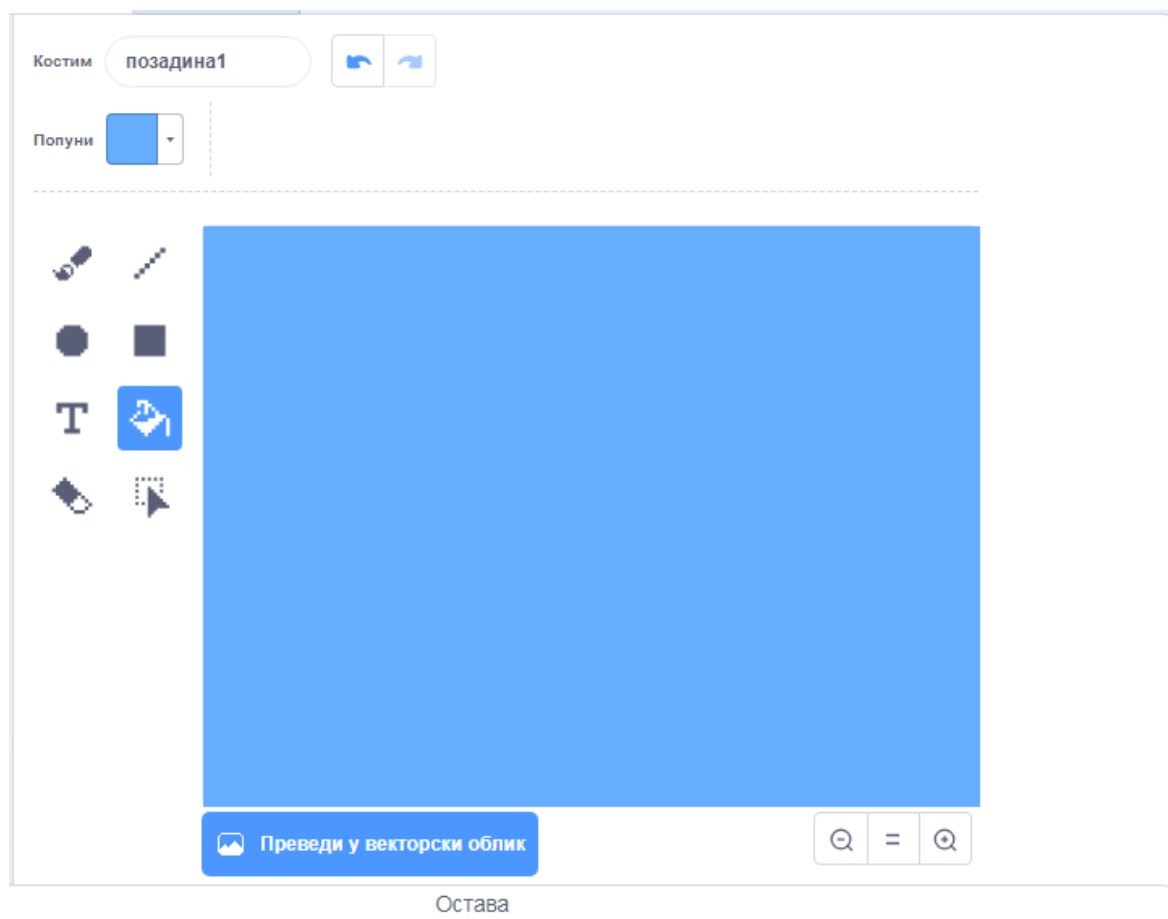 Костим позадина1
Попуни
T
Преведи у векторски облик
=
Остава